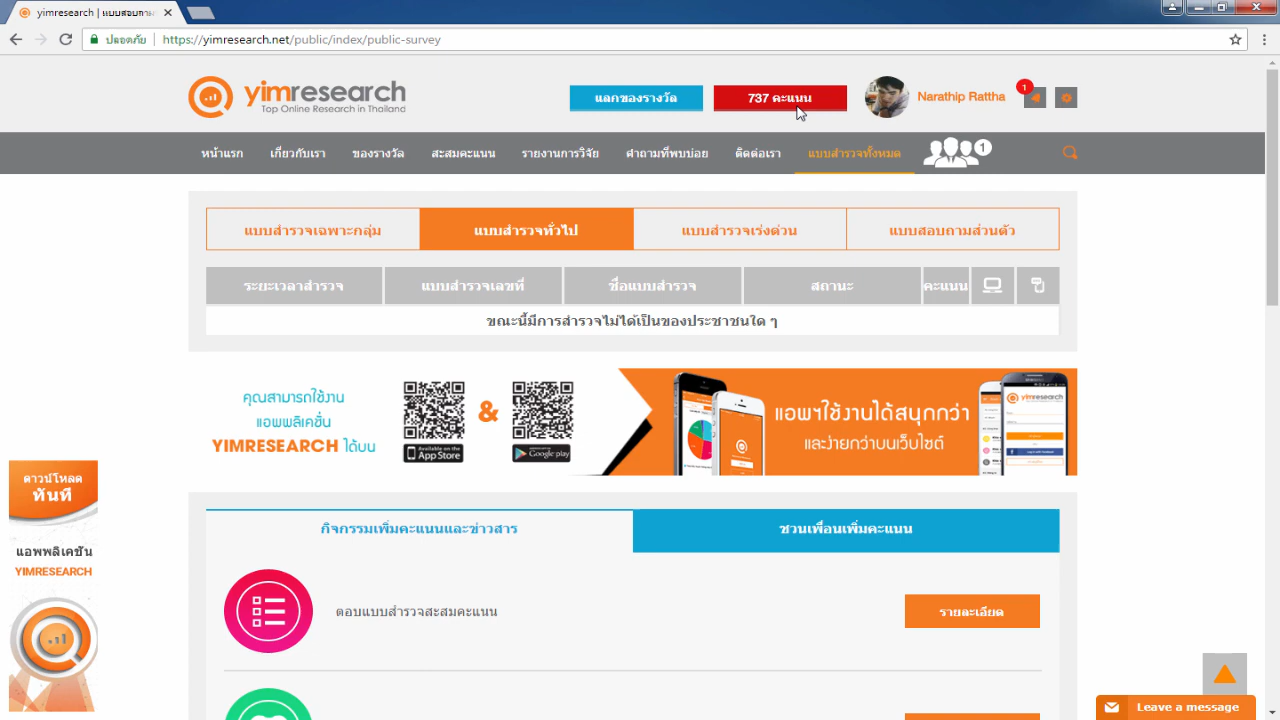 yimresearch | แบบสอบถาม
ปลอดภัย
https://yimresearch.net/public/index/public-survey
yimresearch
Top Online Research in Thailand
แลกของรางวัล
737 คะแนน
Narathip Rattha
1
หน้าแรก
เกี่ยวกับเรา
ของรางวัล
สะสมคะแนน
รายงานการวิจัย
คำถามที่พบบ่อย
ติดต่อเรา
แบบสำรวจทั้งหมด
1
แบบสำรวจเฉพาะกลุ่ม
แบบสำรวจทั่วไป
แบบสำรวจเร่งด่วน
แบบสอบถามส่วนตัว
ระยะเวลาสำรวจ
แบบสำรวจเลขที่
ชื่อแบบสำรวจ
สถานะ
คะแนน
ขณะนี้มีการสำรวจไม่ได้เป็นของประชาชนใด ๆ
คุณสามารถใช้งาน
แอพพลิเคชั่น
YIMRESEARCH ได้บน
Available on the
App Store
&
Google play
แอพฯใช้งานได้สนุกกว่า
และง่ายกว่าบนเว็บไซต์
yimresearch
ดาวน์โหลด
ทันที
แอพพลิเคชัน
YIMRESEARCH
กิจกรรมเพิ่มคะแนนและข่าวสาร
ชวนเพื่อนเพิ่มคะแนน
ตอบแบบสำรวจสะสมคะแนน
รายละเอียด
Leave a message